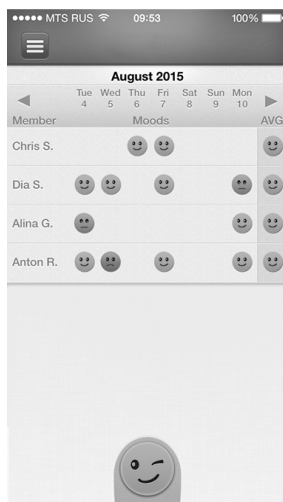 MTS RUS 09:53 100%
August 2015
Tue Wed Thu Fri Sat Sun Mon
4 5 6 7 8 9 10
Member Moods AVG
Chris S.
Dia S.
Alina G.
Anton R.